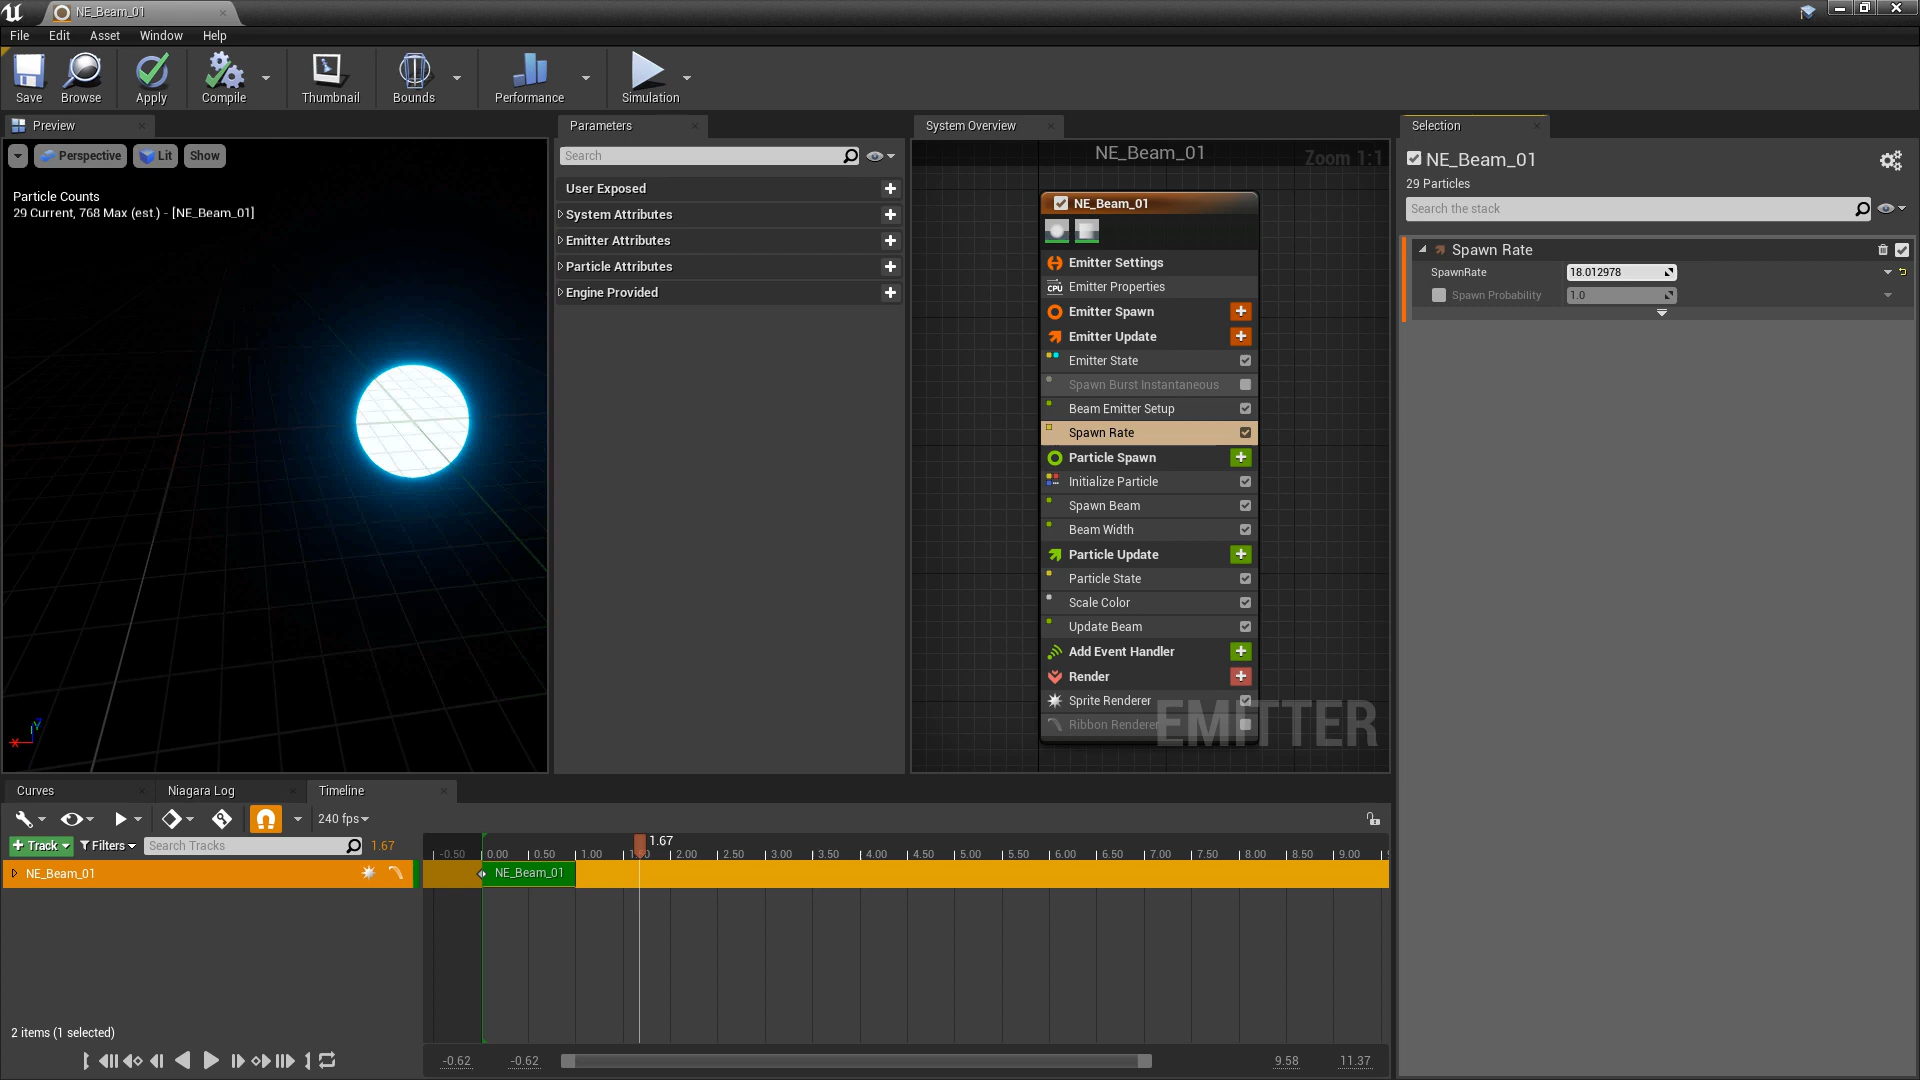 NE_Beam_01
File Edit Asset Window Help
Save Browse Apply Compile Thumbnail Bounds Performance Simulation
Preview
Perspective Lit Show
Particle Counts
29 Current, 768 Max (est.) - [NE_Beam_01]
Y
X
Parameters
Search
User Exposed
System Attributes
Emitter Attributes
Particle Attributes
Engine Provided
System Overview
NE_Beam_01
Zoom 1:1
NE_Beam_01
Emitter Settings
CPU Emitter Properties
Emitter Spawn
Emitter Update
Emitter State
Spawn Burst Instantaneous
Beam Emitter Setup
Spawn Rate
Particle Spawn
Initialize Particle
Spawn Beam
Beam Width
Particle Update
Particle State
Scale Color
Update Beam
Add Event Handler
Render
Sprite Renderer
Ribbon Renderer
EMITTER
Selection
NE_Beam_01
29 Particles
Search the stack
Spawn Rate
SpawnRate 18.012978
Spawn Probability 1.0
Curves Niagara Log Timeline
240 fps
Track Filters Search Tracks 1.67
1.67
-0.50 0.00 0.50 1.00 1.50 2.00 2.50 3.00 3.50 4.00 4.50 5.00 5.50 6.00 6.50 7.00 7.50 8.00 8.50 9.00
NE_Beam_01
NE_Beam_01
2 items (1 selected)
-0.62 -0.62 9.58 11.37